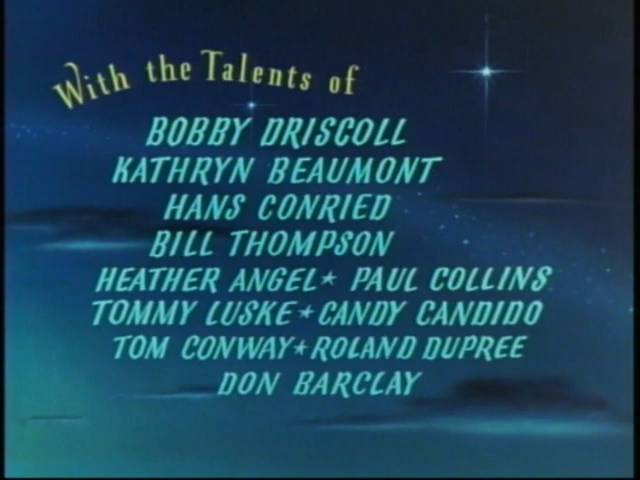 With the Talents of
BOBBY DRISCOLL
KATHRYN BEAUMONT
HANS CONRIED
BILL THOMPSON
HEATHER ANGEL★ PAUL COLLINS
TOMMY LUSKE★CANDY CANDIDO
TOM CONWAY★ROLAND DUPREE
DON BARCLAY